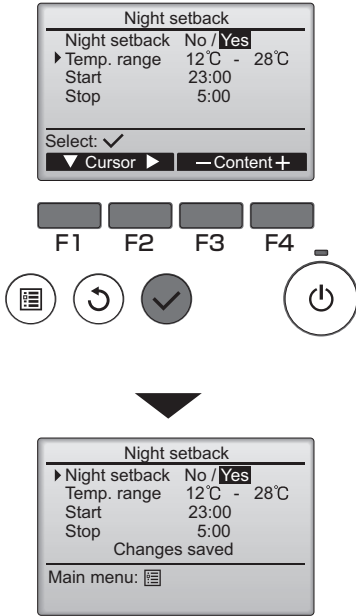 Night setback
Night setback No / Yes
Temp. range 12℃ - 28℃
Start 23:00
Stop 5:00
Select: ✓
▼ Cursor ▶ −Content+
F1 F2 F3 F4
Night setback
Night setback No / Yes
Temp. range 12℃ - 28℃
Start 23:00
Stop 5:00
Changes saved
Main menu: